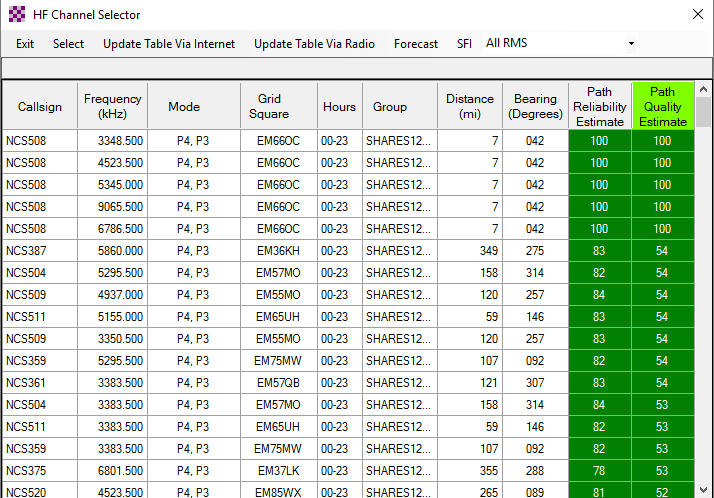 HF Channel Selector
Exit Select Update Table Via Internet Update Table Via Radio Forecast SFI All RMS
Callsign Frequency (kHz) Mode Grid Square Hours Group Distance (mi) Bearing (Degrees) Path Reliability Estimate Path Quality Estimate
NCS508 3348.500 P4, P3 EM66OC 00-23 SHARES12... 7 042 100 100
NCS508 4523.500 P4, P3 EM66OC 00-23 SHARES12... 7 042 100 100
NCS508 5345.000 P4, P3 EM66OC 00-23 SHARES12... 7 042 100 100
NCS508 9065.500 P4, P3 EM66OC 00-23 SHARES12... 7 042 100 100
NCS508 6786.500 P4, P3 EM66OC 00-23 SHARES12... 7 042 100 100
NCS387 5860.000 P4, P3 EM36KH 00-23 SHARES12... 349 275 83 54
NCS504 5295.500 P4, P3 EM57MO 00-23 SHARES12... 158 314 82 54
NCS509 4937.000 P4, P3 EM55MO 00-23 SHARES12... 120 257 84 54
NCS511 5155.000 P4, P3 EM65UH 00-23 SHARES12... 59 146 83 54
NCS509 3350.500 P4, P3 EM55MO 00-23 SHARES12... 120 257 83 54
NCS359 5295.500 P4, P3 EM75MW 00-23 SHARES12... 107 092 82 54
NCS361 3383.500 P4, P3 EM57QB 00-23 SHARES12... 121 307 83 54
NCS504 3383.500 P4, P3 EM57MO 00-23 SHARES12... 158 314 84 53
NCS511 3383.500 P4, P3 EM65UH 00-23 SHARES12... 59 146 82 53
NCS359 3383.500 P4, P3 EM75MW 00-23 SHARES12... 107 092 82 53
NCS375 6801.500 P4, P3 EM37LK 00-23 SHARES12... 355 288 78 53
NCS520 4523.500 P4, P3 EM85WX 00-23 SHARES12... 265 089 81 52